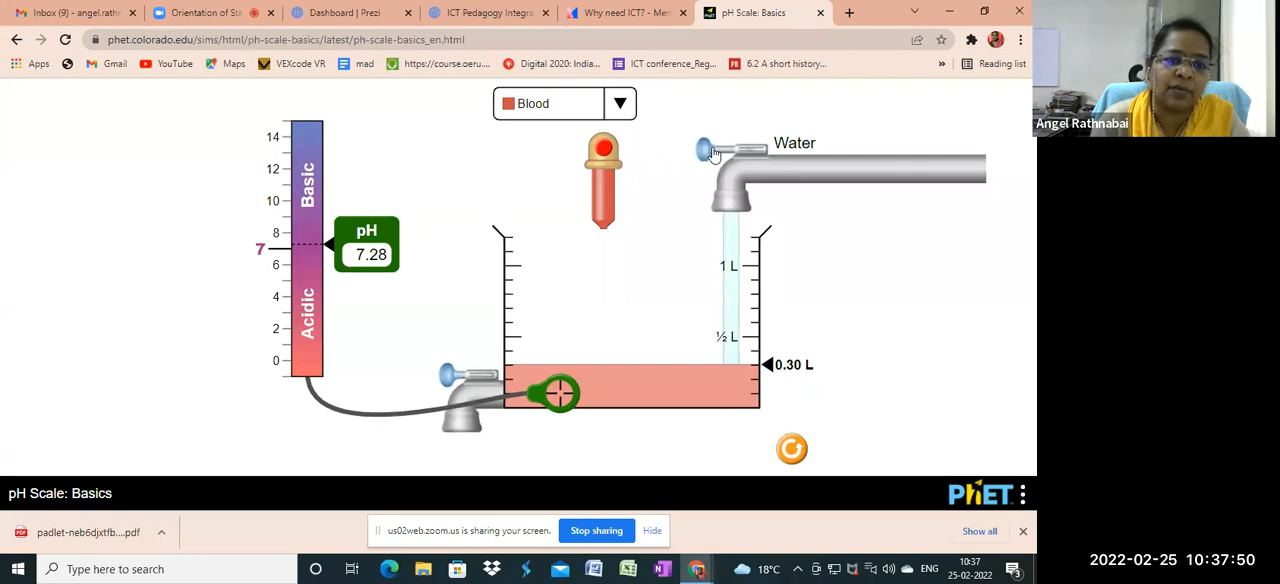 Inbox (9) - angel.rathr
Orientation of Sta
Dashboard | Prezi
ICT Pedagogy Integra
Why need ICT? - Mer
pH Scale: Basics
phet.colorado.edu/sims/html/ph-scale-basics/latest/ph-scale-basics_en.html
Apps
Gmail
YouTube
Maps
VEXcode VR
mad
https://course.oeru....
Digital 2020: India...
ICT conference_Reg...
6.2 A short history...
»
Reading list
Blood
Water
14
12
10
8
7
6
4
2
0
Basic
Acidic
pH
7.28
1 L
½ L
0.30 L
Angel Rathnabai
pH Scale: Basics
PhET
padlet-neb6djxtfb....pdf
us02web.zoom.us is sharing your screen.
Stop sharing
Hide
Show all
Type here to search
18°C
ENG
10:37
25-02-2022
3
2022-02-25 10:37:50